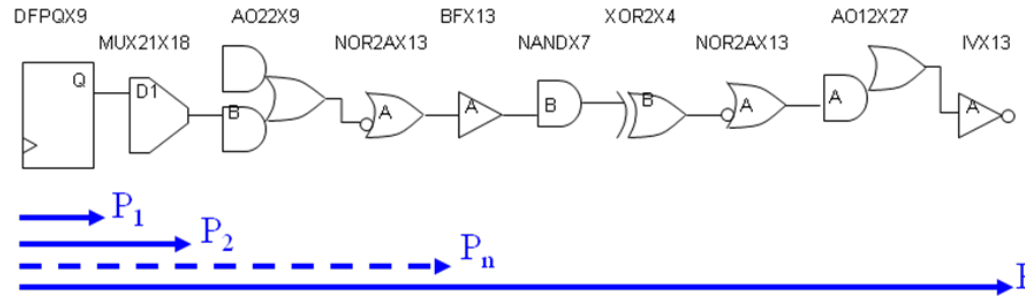 DFPQX9 AO22X9 BFX13 XOR2X4 AO12X27
MUX21X18 NOR2AX13 NANDX7 NOR2AX13 IVX13
Q D1 B A A B B A A A
P1
P2
Pn